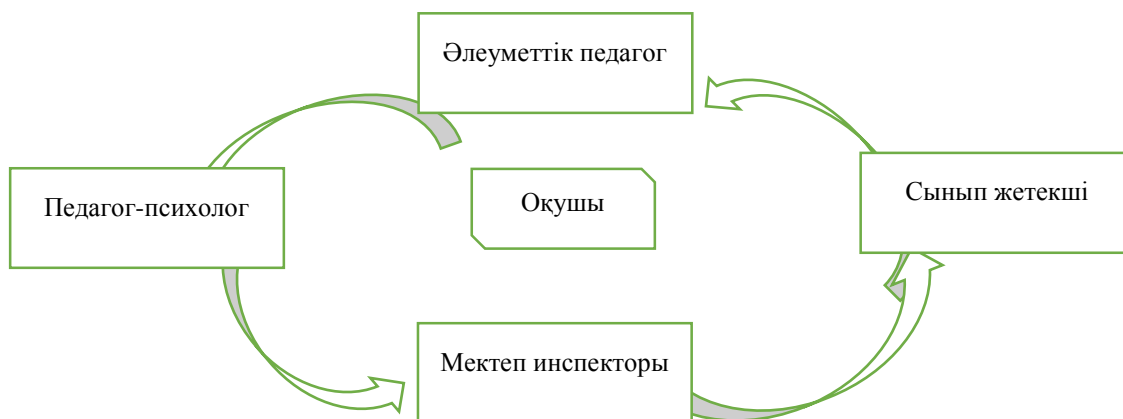 Әлеуметтік педагог
Педагог-психолог
Оқушы
Сынып жетекші
Мектеп инспекторы